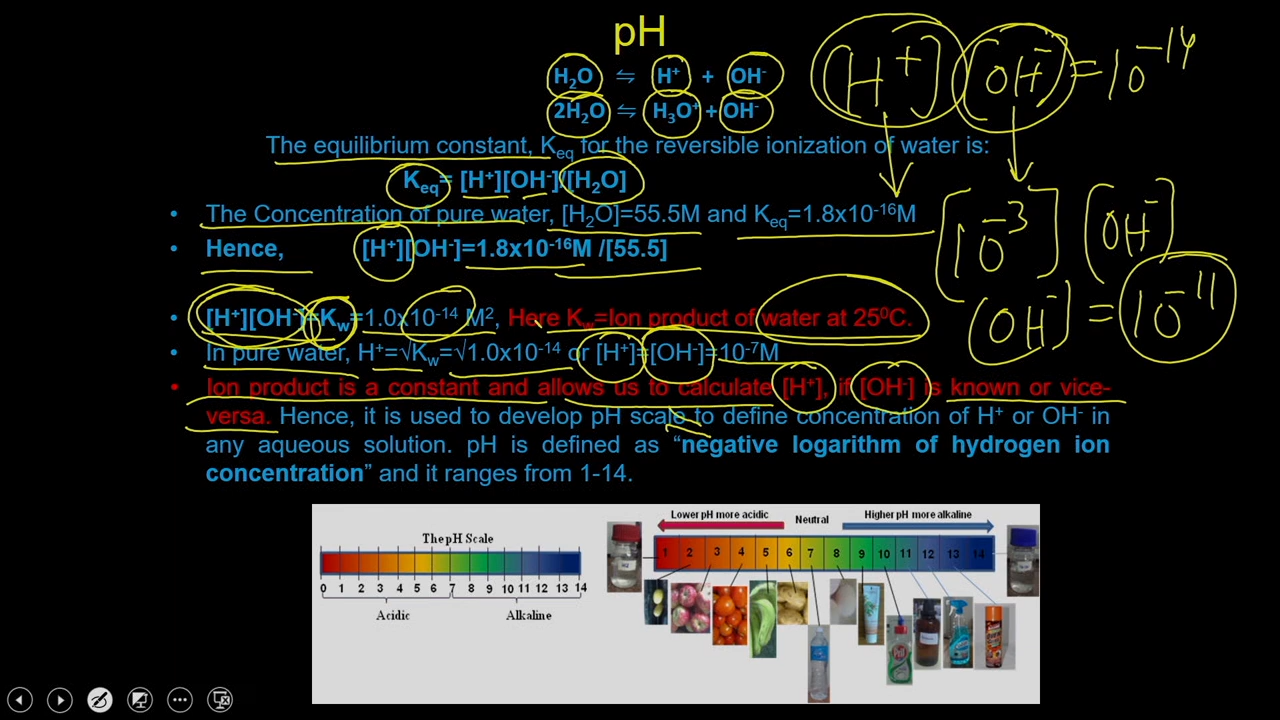 pH
H₂O ⇋ H⁺ + OH⁻
2H₂O ⇋ H₃O⁺ + OH⁻
The equilibrium constant, Keq for the reversible ionization of water is:
Keq= [H⁺][OH⁻]/[H₂O]
• The Concentration of pure water, [H₂O]=55.5M and Keq=1.8x10⁻¹⁶M
• Hence, [H⁺][OH⁻]=1.8x10⁻¹⁶M /[55.5]
• [H⁺][OH⁻]=Kw=1.0x10⁻¹⁴ M², Here Kw=Ion product of water at 25⁰C.
• In pure water, H⁺=√Kw=√1.0x10⁻¹⁴ or [H⁺]=[OH⁻]=10⁻⁷M
• Ion product is a constant and allows us to calculate [H⁺], if [OH⁻] is known or vice-
versa. Hence, it is used to develop pH scale to define concentration of H⁺ or OH⁻ in
any aqueous solution. pH is defined as “negative logarithm of hydrogen ion
concentration” and it ranges from 1-14.
[H⁺] [OH⁻] = 10⁻¹⁴
[10⁻³] [OH⁻]
[OH⁻] = 10⁻¹¹
The pH Scale
0 1 2 3 4 5 6 7 8 9 10 11 12 13 14
Acidic Alkaline
Lower pH more acidic Neutral Higher pH more alkaline
1 2 3 4 5 6 7 8 9 10 11 12 13 14